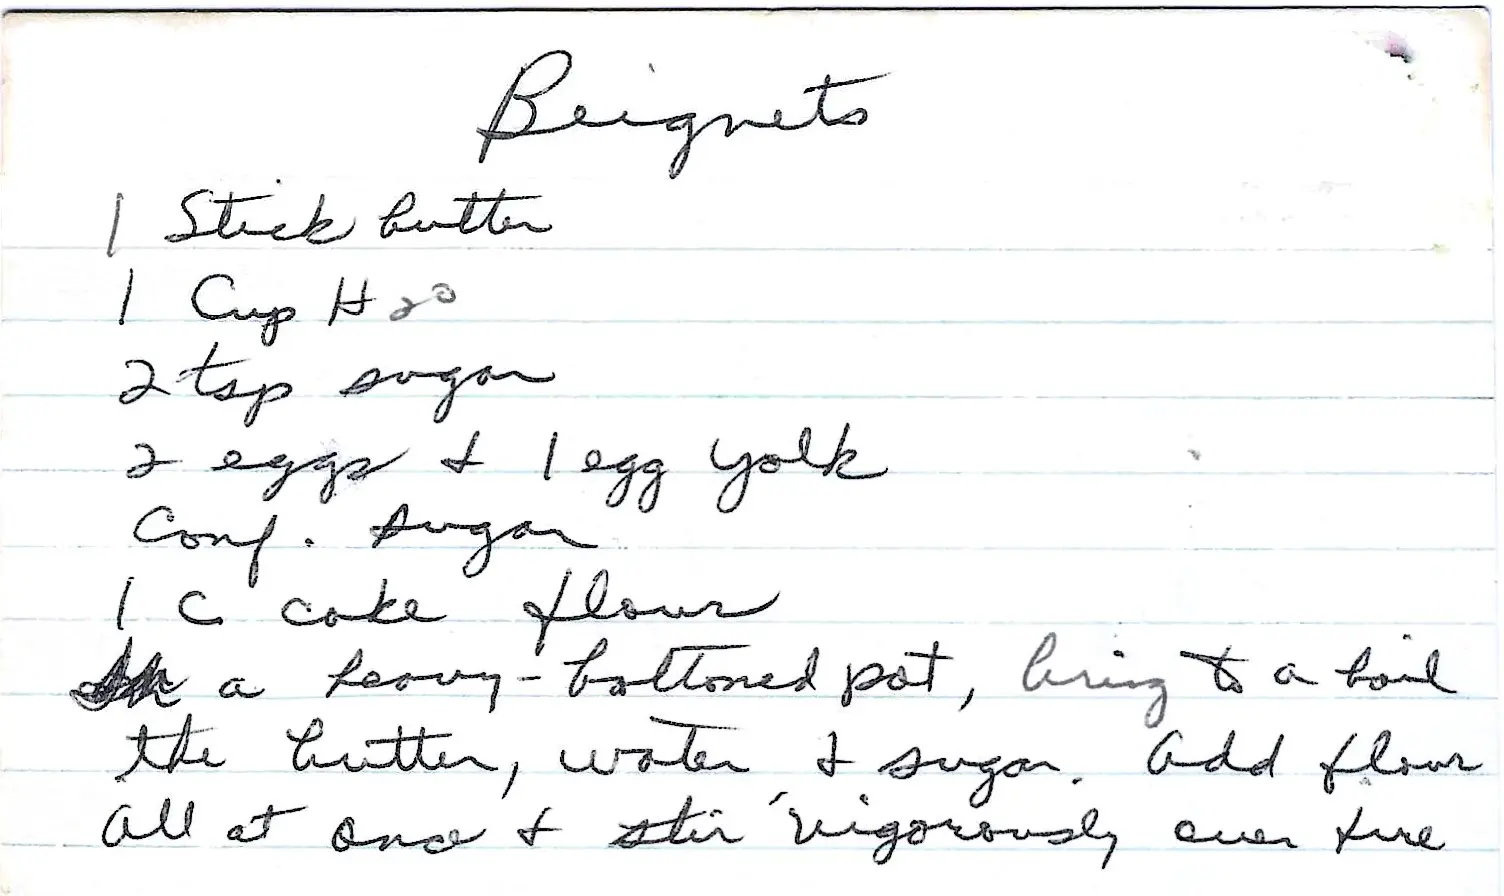 Beignets
1 Stick butter
1 Cup H2O
2 tsp sugar
2 eggs & 1 egg yolk
Conf. sugar
1 C cake flour
In a heavy-bottomed pot, bring to a boil
the butter, water & sugar. Add flour
all at once & stir vigorously over fire